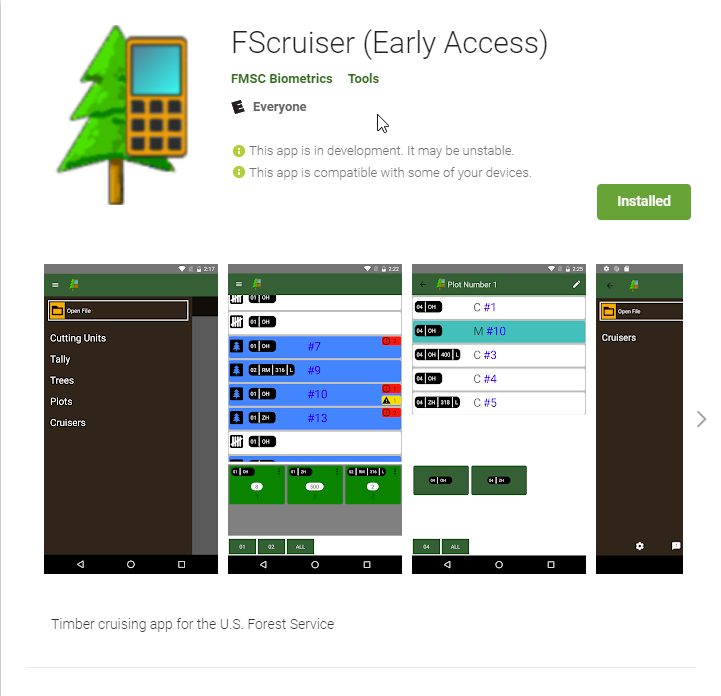 FScruiser (Early Access)
FMSC Biometrics Tools
E Everyone
This app is in development. It may be unstable.
This app is compatible with some of your devices.
Installed
2:17
Open File
Cutting Units
Tally
Trees
Plots
Cruisers
2:22
01 OH
01 OH
01 OH #7
02 RM 316 L #9
01 OH #10
01 ZH #13
01 OH
01 OH 01 ZH 02 RM 316 L
8 500 2
01 02 ALL
2:25
Plot Number 1
04 OH C #1
04 OH M #10
04 OH 400 L C #3
04 OH C #4
04 ZH 318 L C #5
04 OH 04 ZH
04 ALL
Open File
Cruisers
Timber cruising app for the U.S. Forest Service